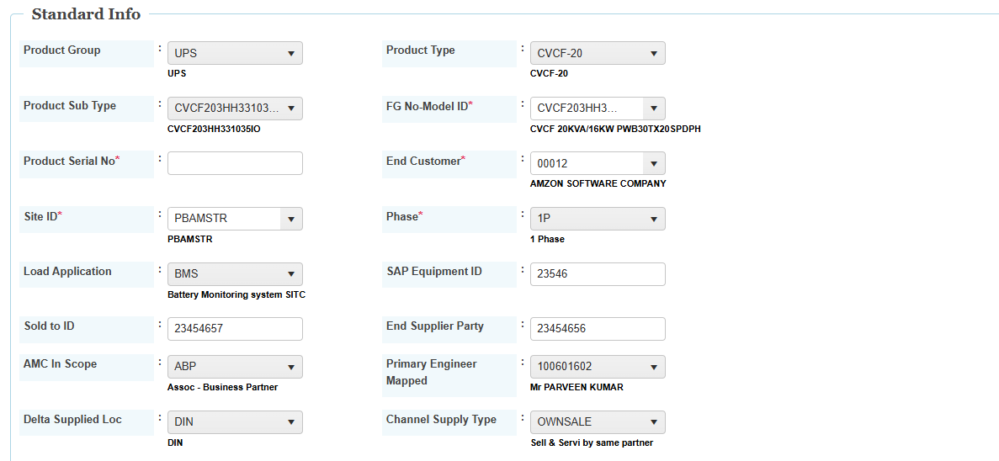 Standard Info
Product Group : UPS
UPS
Product Type : CVCF-20
CVCF-20
Product Sub Type : CVCF203HH33103...
CVCF203HH331035IO
FG No-Model ID* : CVCF203HH3...
CVCF 20KVA/16KW PWB30TX20SPDPH
Product Serial No* :
End Customer* : 00012
AMZON SOFTWARE COMPANY
Site ID* : PBAMSTR
PBAMSTR
Phase* : 1P
1 Phase
Load Application : BMS
Battery Monitoring system SITC
SAP Equipment ID : 23546
Sold to ID : 23454657
End Supplier Party : 23454656
AMC In Scope : ABP
Assoc - Business Partner
Primary Engineer : 100601602
Mapped
Mr PARVEEN KUMAR
Delta Supplied Loc : DIN
DIN
Channel Supply Type : OWNSALE
Sell & Servi by same partner